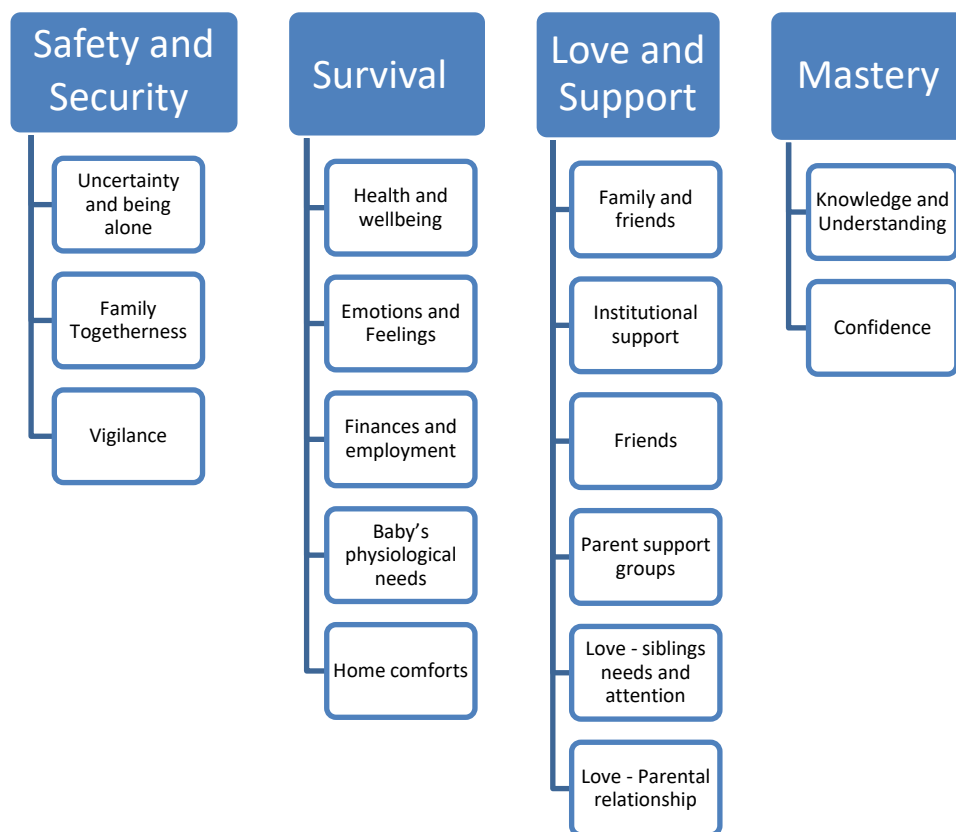 Safety and
Security
Uncertainty
and being
alone
Family
Togetherness
Vigilance
Survival
Health and
wellbeing
Emotions and
Feelings
Finances and
employment
Baby’s
physiological
needs
Home comforts
Love and
Support
Family and
friends
Institutional
support
Friends
Parent support
groups
Love - siblings
needs and
attention
Love - Parental
relationship
Mastery
Knowledge and
Understanding
Confidence